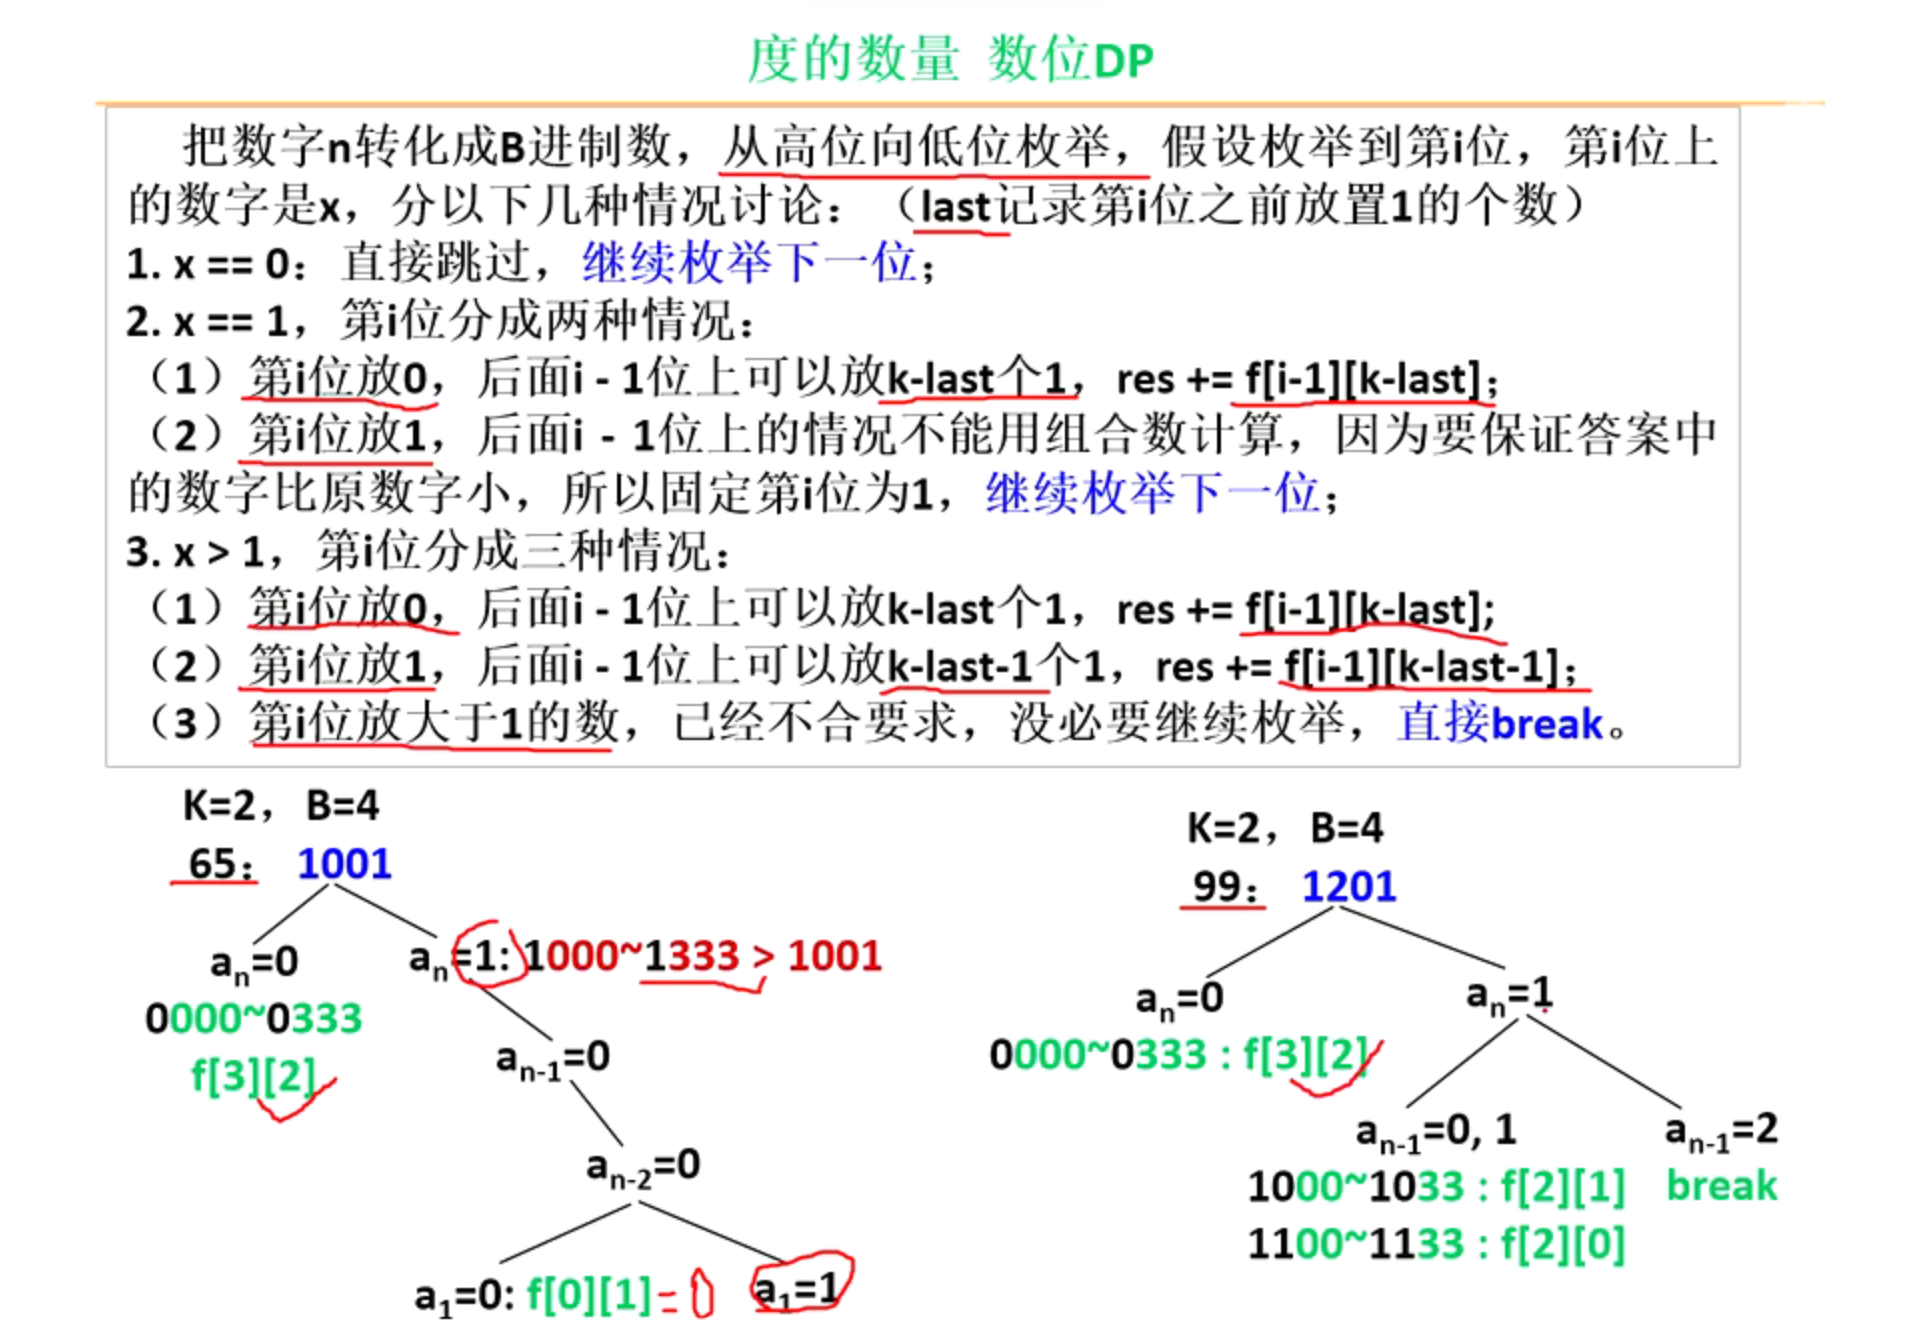 度的数量 数位DP
把数字n转化成B进制数，从高位向低位枚举，假设枚举到第i位，第i位上
的数字是x，分以下几种情况讨论：（last记录第i位之前放置1的个数）
1. x == 0：直接跳过，继续枚举下一位；
2. x == 1，第i位分成两种情况：
（1）第i位放0，后面i - 1位上可以放k-last个1，res += f[i-1][k-last]；
（2）第i位放1，后面i - 1位上的情况不能用组合数计算，因为要保证答案中
的数字比原数字小，所以固定第i位为1，继续枚举下一位；
3. x > 1，第i位分成三种情况：
（1）第i位放0，后面i - 1位上可以放k-last个1，res += f[i-1][k-last];
（2）第i位放1，后面i - 1位上可以放k-last-1个1，res += f[i-1][k-last-1]；
（3）第i位放大于1的数，已经不合要求，没必要继续枚举，直接break。
K=2，B=4
65：1001
an=0
an=1: 1000~1333 > 1001
0000~0333
f[3][2]
an-1=0
an-2=0
a1=0: f[0][1] = 0
a1=1
K=2，B=4
99：1201
an=0
an=1
0000~0333 : f[3][2]
an-1=0, 1
an-1=2
1000~1033 : f[2][1]
break
1100~1133 : f[2][0]